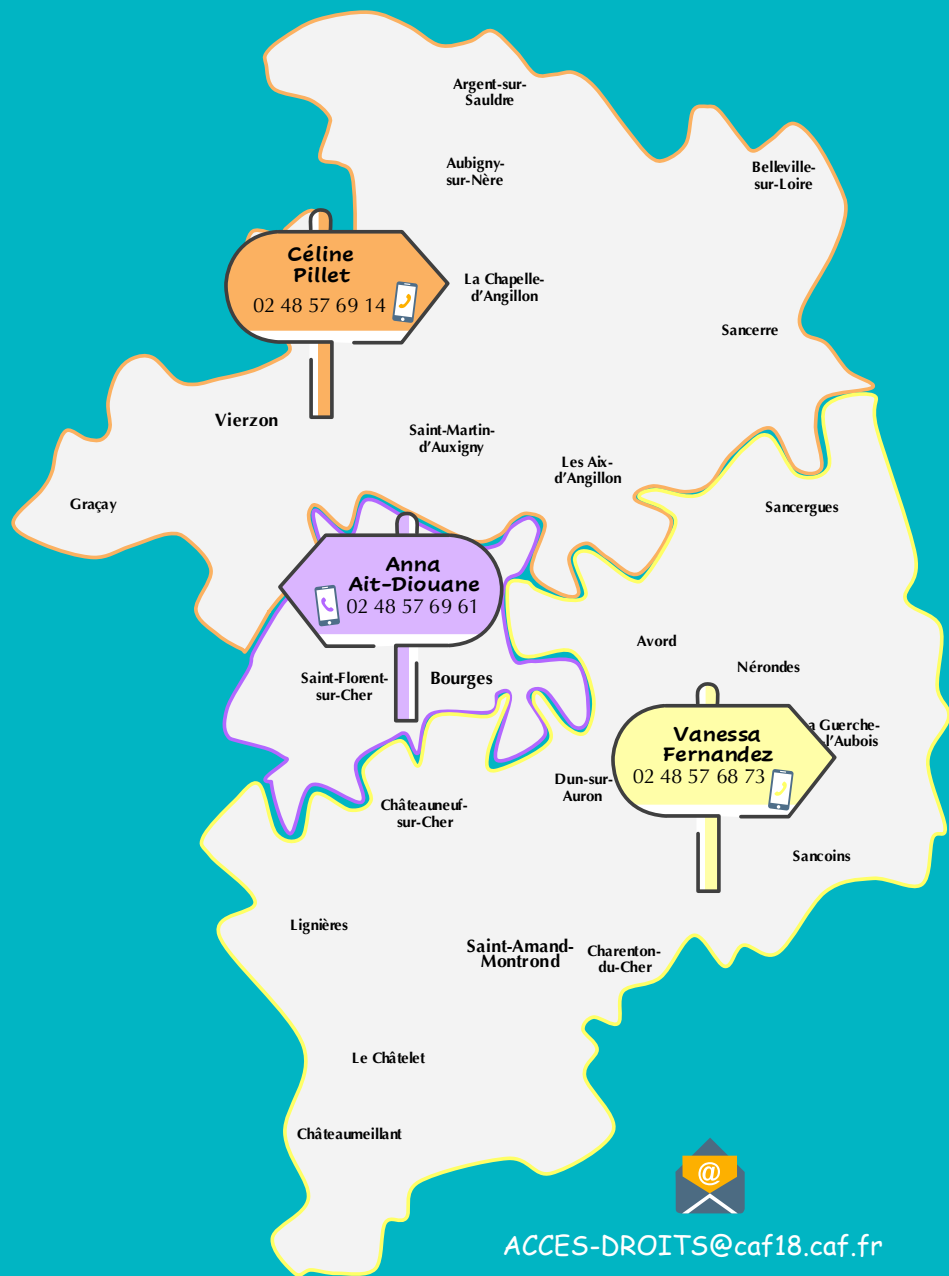 Argent-sur-
Sauldre
Aubigny-
sur-Nère
Belleville-
sur-Loire
Céline
Pillet
02 48 57 69 14
La Chapelle-
d'Angillon
Sancerre
Vierzon
Saint-Martin-
d'Auxigny
Les Aix-
d'Angillon
Graçay
Sancergues
Anna
Ait-Diouane
02 48 57 69 61
Avord
Nérondes
Saint-Florent-
sur-Cher
Bourges
Vanessa
Fernandez
02 48 57 68 73
a Guerche-
l'Aubois
Dun-sur-
Auron
Châteauneuf-
sur-Cher
Sancoins
Lignières
Saint-Amand-
Montrond
Charenton-
du-Cher
Le Châtelet
Châteaumeillant
@
ACCES-DROITS@caf18.caf.fr